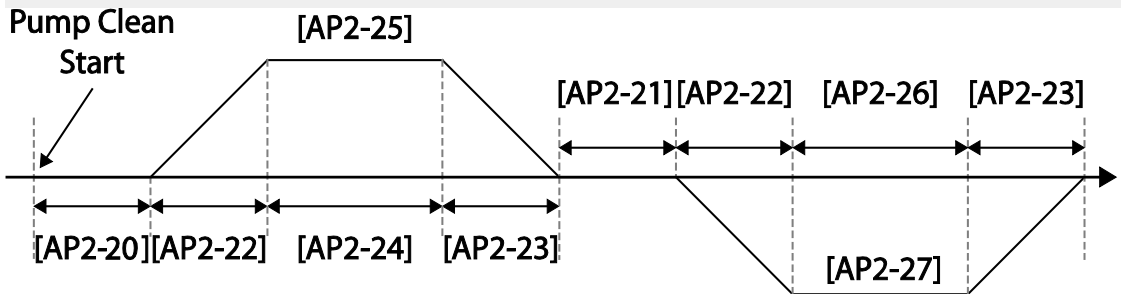 Pump Clean
Start
[AP2-25]
[AP2-21] [AP2-22] [AP2-26] [AP2-23]
[AP2-20] [AP2-22] [AP2-24] [AP2-23]
[AP2-27]